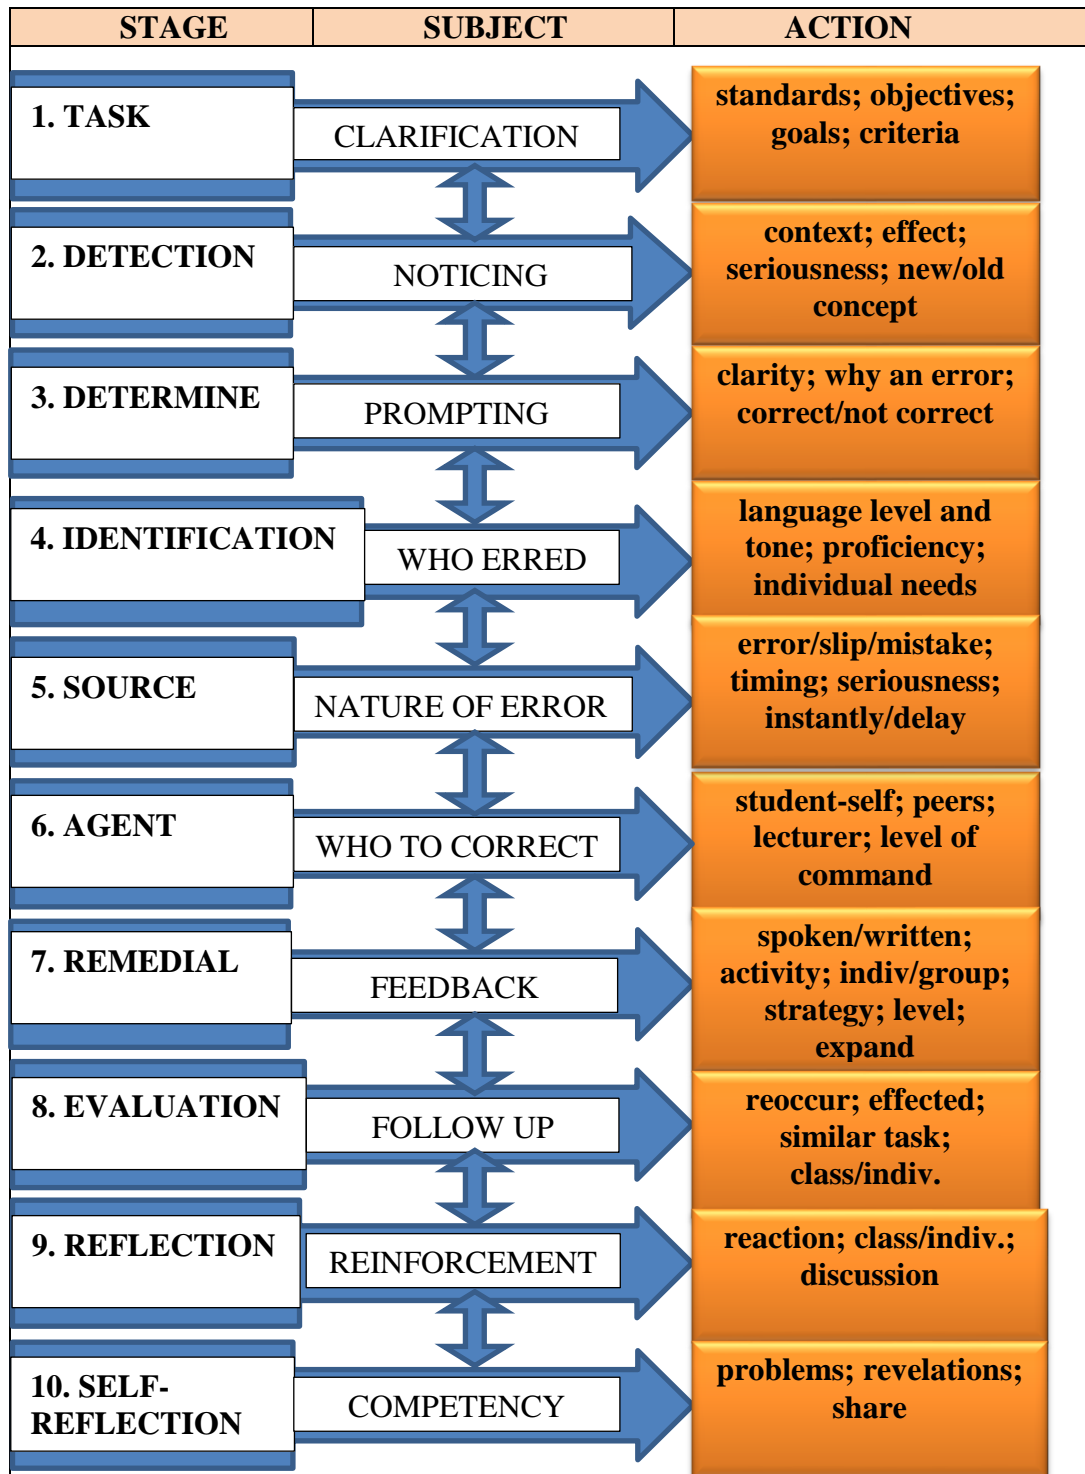 STAGE SUBJECT ACTION
1. TASK
CLARIFICATION
standards; objectives;
goals; criteria
2. DETECTION
NOTICING
context; effect;
seriousness; new/old
concept
3. DETERMINE
PROMPTING
clarity; why an error;
correct/not correct
4. IDENTIFICATION
WHO ERRED
language level and
tone; proficiency;
individual needs
5. SOURCE
NATURE OF ERROR
error/slip/mistake;
timing; seriousness;
instantly/delay
6. AGENT
WHO TO CORRECT
student-self; peers;
lecturer; level of
command
7. REMEDIAL
FEEDBACK
spoken/written;
activity; indiv/group;
strategy; level;
expand
8. EVALUATION
FOLLOW UP
reoccur; effected;
similar task;
class/indiv.
9. REFLECTION
REINFORCEMENT
reaction; class/indiv.;
discussion
10. SELF-
REFLECTION
COMPETENCY
problems; revelations;
share